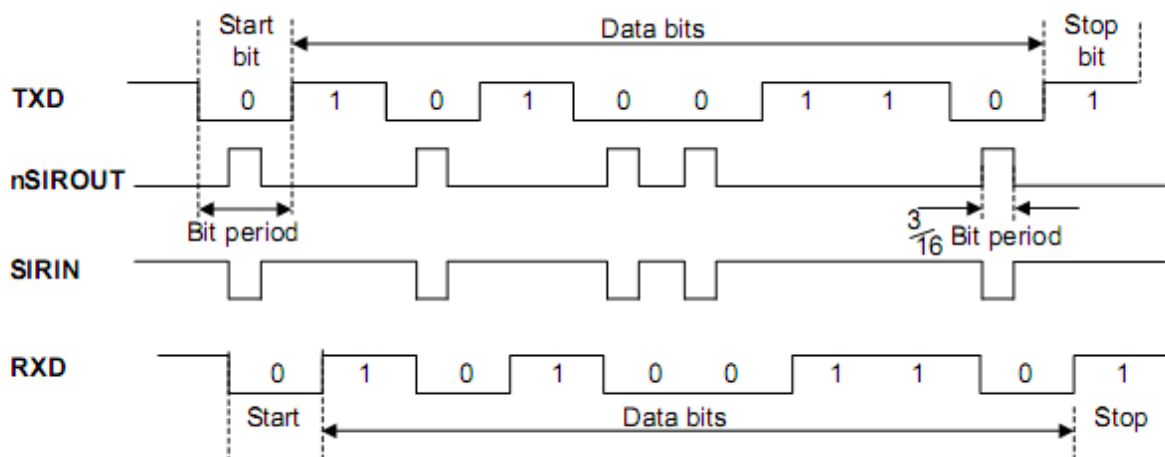 Start bit
Data bits
Stop bit
TXD
0 1 0 1 0 0 1 1 0 1
nSIROUT
Bit period
3/16 Bit period
SIRIN
RXD
0 1 0 1 0 0 1 1 0 1
Start
Data bits
Stop